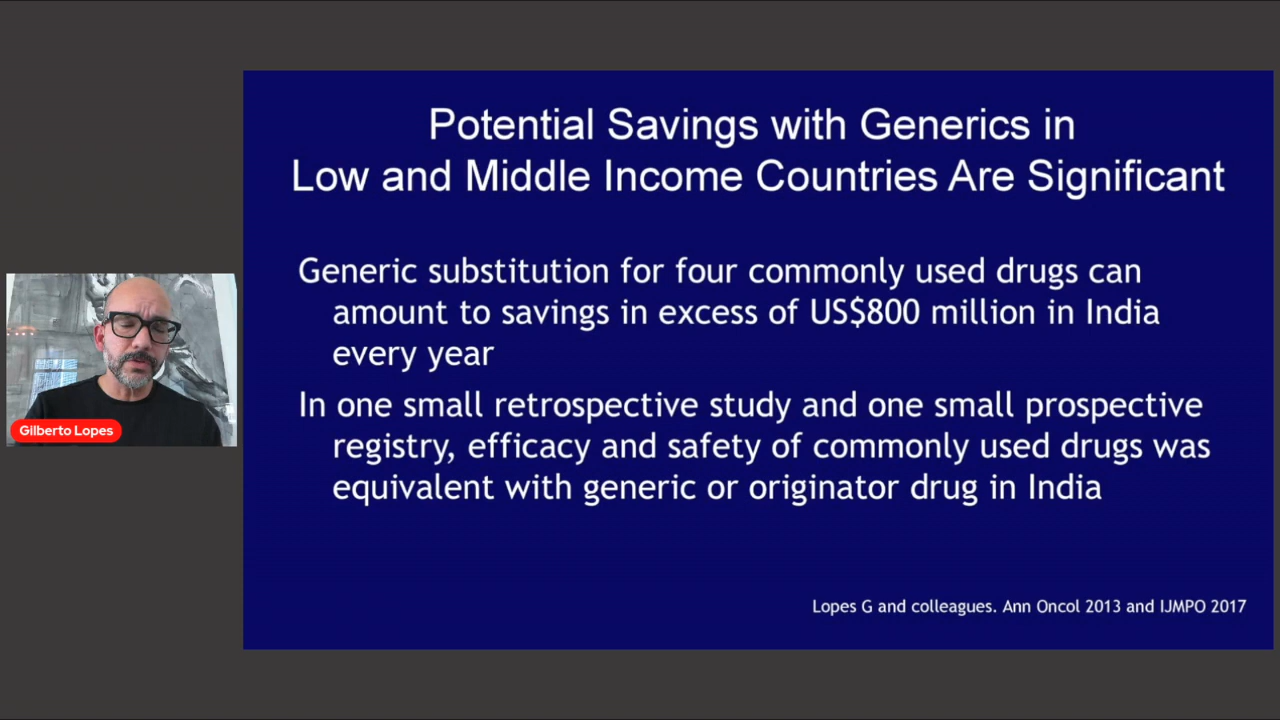 Potential Savings with Generics in
Low and Middle Income Countries Are Significant
Generic substitution for four commonly used drugs can
amount to savings in excess of US$800 million in India
every year
In one small retrospective study and one small prospective
registry, efficacy and safety of commonly used drugs was
equivalent with generic or originator drug in India
Lopes G and colleagues. Ann Oncol 2013 and IJMPO 2017
Gilberto Lopes